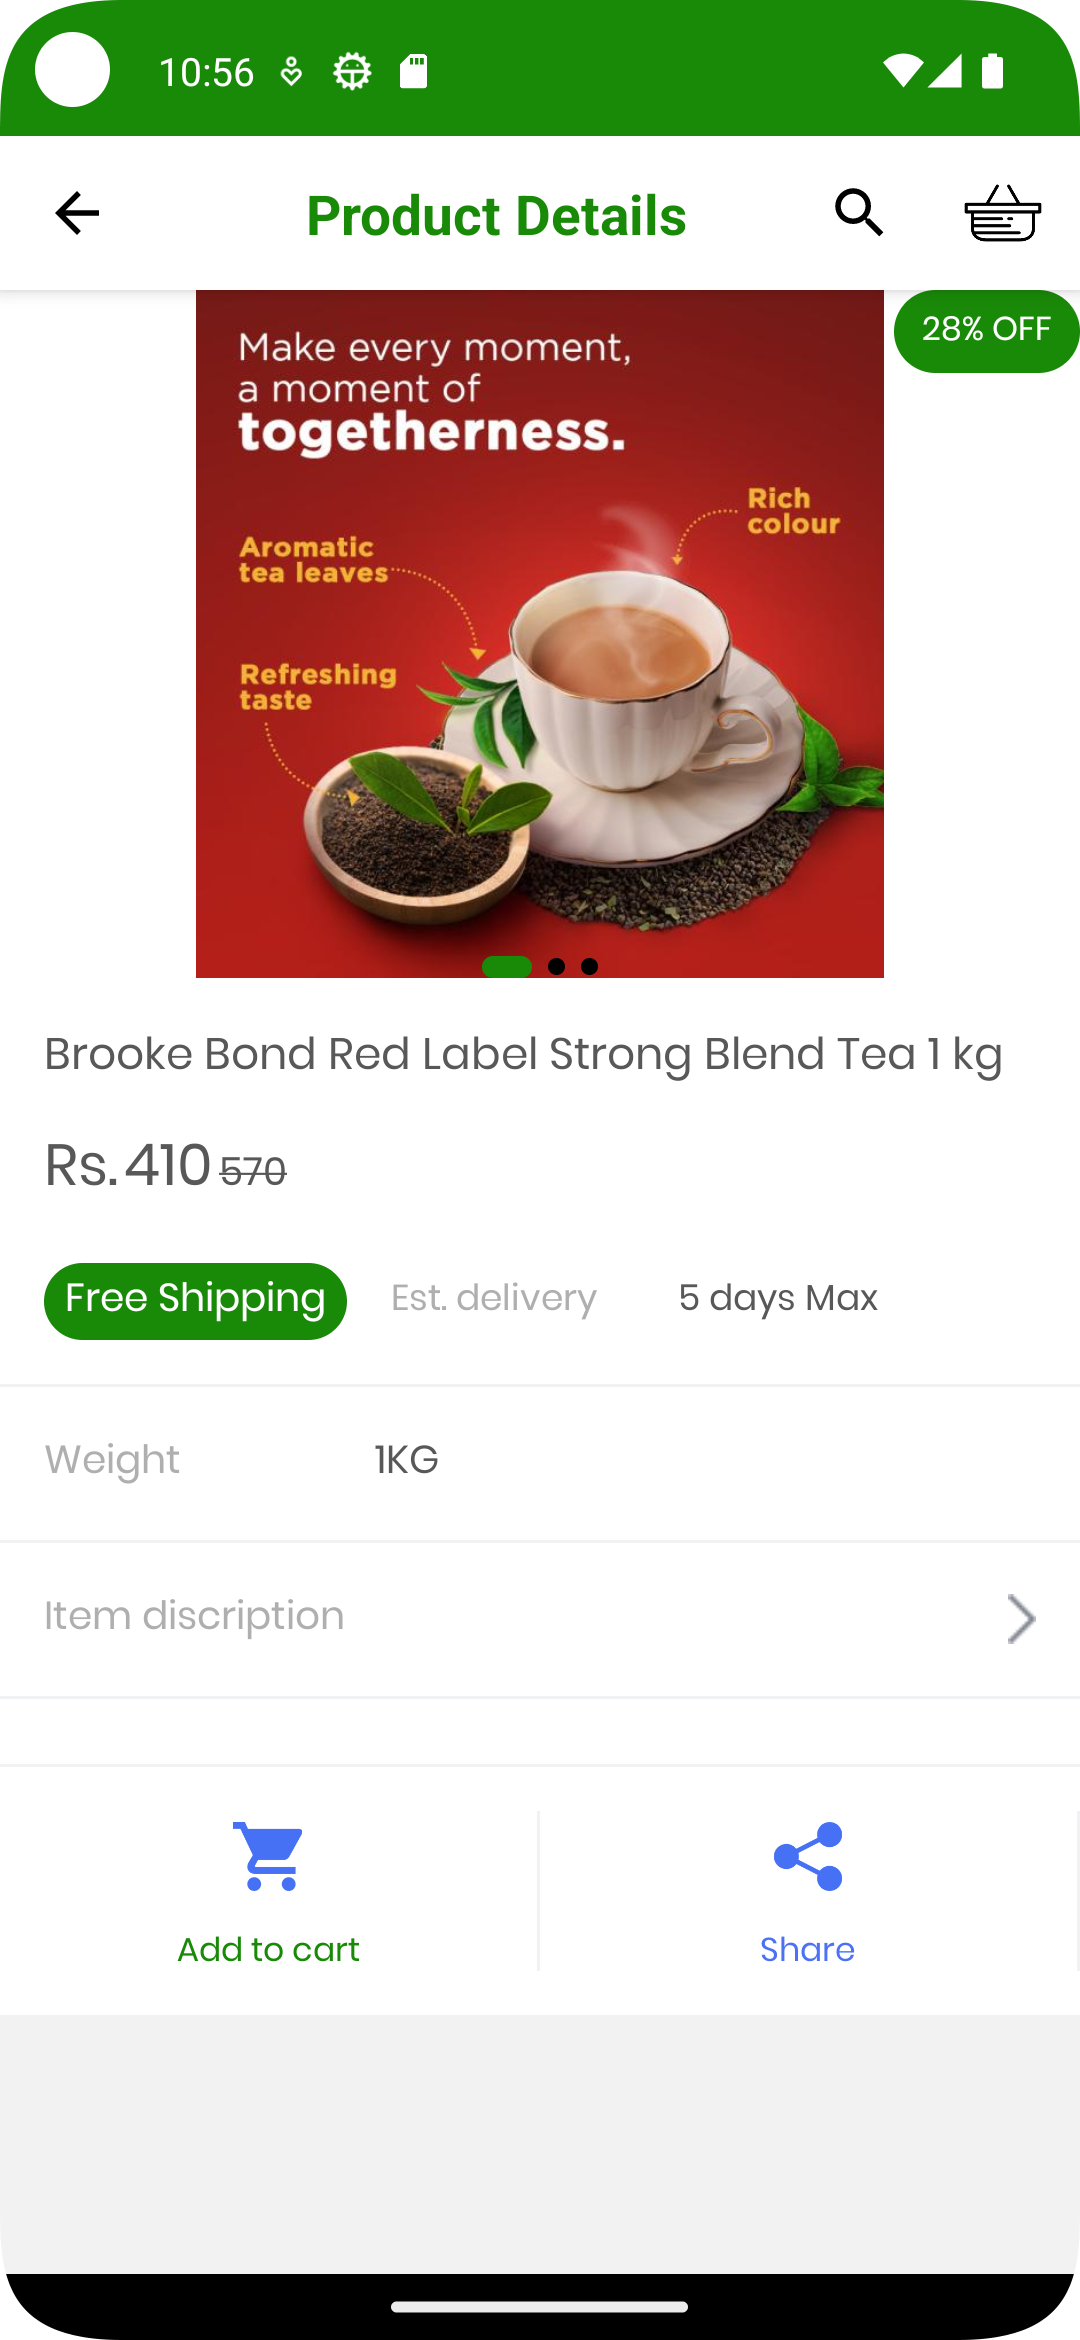 10:56
Product Details
28% OFF
Make every moment,
a moment of
togetherness.
Rich
colour
Aromatic
tea leaves
Refreshing
taste
Brooke Bond Red Label Strong Blend Tea 1 kg
Rs. 410 570
Free Shipping Est. delivery 5 days Max
Weight 1KG
Item discription
Add to cart Share